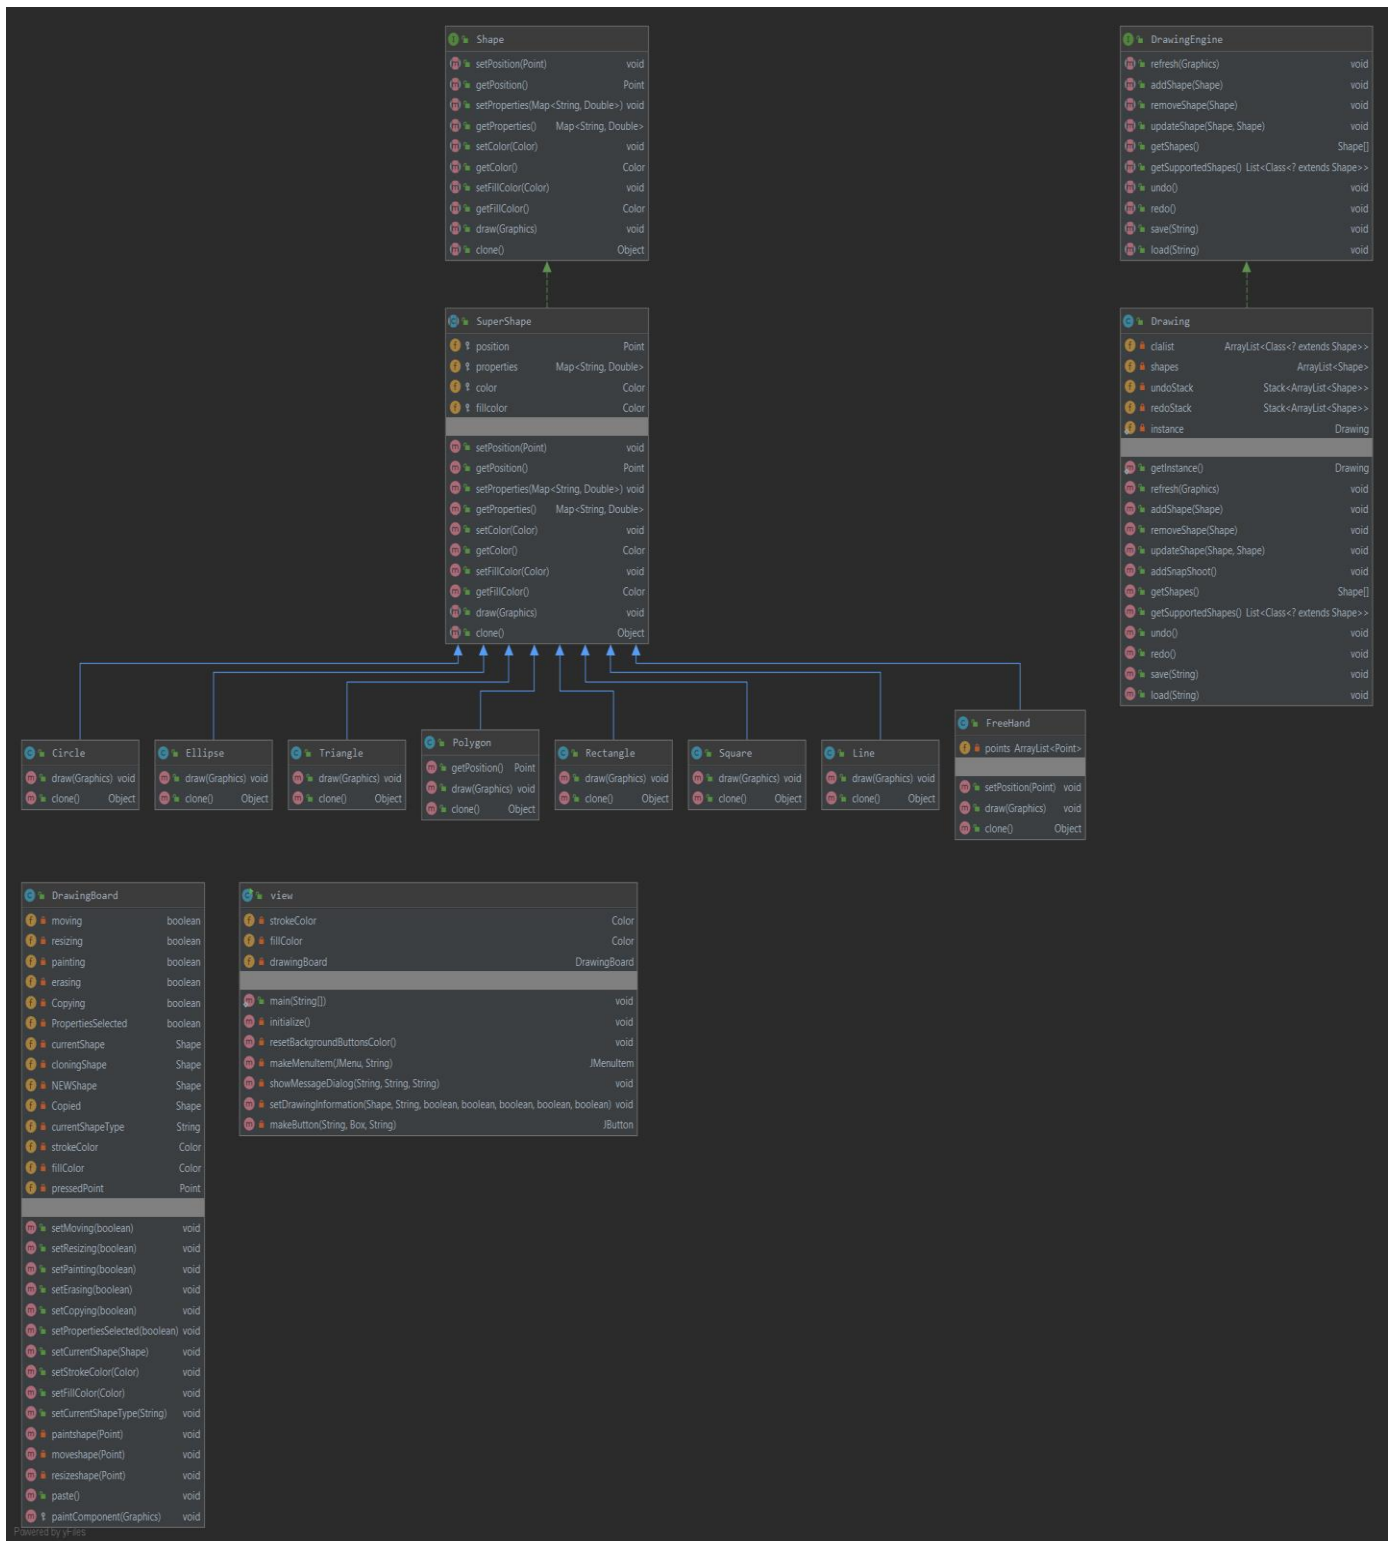 Shape
setPosition(Point) void
getPosition() Point
setProperties(Map<String, Double>) void
getProperties() Map<String, Double>
setColor(Color) void
getColor() Color
setFillColor(Color) void
getFillColor() Color
draw(Graphics) void
clone() Object
DrawingEngine
refresh(Graphics) void
addShape(Shape) void
removeShape(Shape) void
updateShape(Shape, Shape) void
getShapes() Shape[]
getSupportedShapes() List<Class<? extends Shape>>
undo() void
redo() void
save(String) void
load(String) void
SuperShape
position Point
properties Map<String, Double>
color Color
fillcolor Color
setPosition(Point) void
getPosition() Point
setProperties(Map<String, Double>) void
getProperties() Map<String, Double>
setColor(Color) void
getColor() Color
setFillColor(Color) void
getFillColor() Color
draw(Graphics) void
clone() Object
Drawing
clalist ArrayList<Class<? extends Shape>>
shapes ArrayList<Shape>
undoStack Stack<ArrayList<Shape>>
redoStack Stack<ArrayList<Shape>>
instance Drawing
getInstance() Drawing
refresh(Graphics) void
addShape(Shape) void
removeShape(Shape) void
updateShape(Shape, Shape) void
addSnapShoot() void
getShapes() Shape[]
getSupportedShapes() List<Class<? extends Shape>>
undo() void
redo() void
save(String) void
load(String) void
Circle
draw(Graphics) void
clone() Object
Ellipse
draw(Graphics) void
clone() Object
Triangle
draw(Graphics) void
clone() Object
Polygon
getPosition() Point
draw(Graphics) void
clone() Object
Rectangle
draw(Graphics) void
clone() Object
Square
draw(Graphics) void
clone() Object
Line
draw(Graphics) void
clone() Object
FreeHand
points ArrayList<Point>
setPosition(Point) void
draw(Graphics) void
clone() Object
DrawingBoard
moving boolean
resizing boolean
painting boolean
erasing boolean
Copying boolean
PropertiesSelected boolean
currentShape Shape
cloningShape Shape
NEWShape Shape
Copied Shape
currentShapeType String
strokeColor Color
fillColor Color
pressedPoint Point
setMoving(boolean) void
setResizing(boolean) void
setPainting(boolean) void
setErasing(boolean) void
setCopying(boolean) void
setPropertiesSelected(boolean) void
setCurrentShape(Shape) void
setStrokeColor(Color) void
setFillColor(Color) void
setCurrentShapeType(String) void
paintshape(Point) void
moveshape(Point) void
resizeshape(Point) void
paste() void
paintComponent(Graphics) void
view
strokeColor Color
fillColor Color
drawingBoard DrawingBoard
main(String[]) void
initialize() void
resetBackgroundButtonsColor() void
makeMenuItem(JMenu, String) JMenuItem
showMessageDialog(String, String, String) void
setDrawingInformation(Shape, String, boolean, boolean, boolean, boolean, boolean) void
makeButton(String, Box, String) JButton
Powered by yFiles